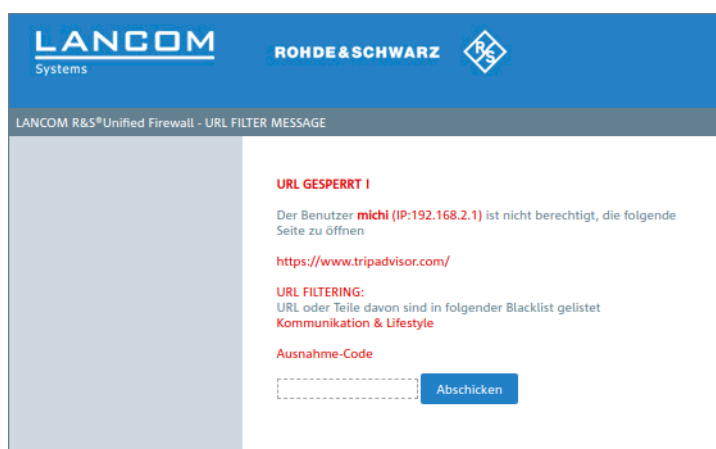 LANCOM
Systems
ROHDE&SCHWARZ
R&S
LANCOM R&S®Unified Firewall - URL FILTER MESSAGE
URL GESPERRT I
Der Benutzer michi (IP:192.168.2.1) ist nicht berechtigt, die folgende
Seite zu öffnen
https://www.tripadvisor.com/
URL FILTERING:
URL oder Teile davon sind in folgender Blacklist gelistet
Kommunikation & Lifestyle
Ausnahme-Code
Abschicken